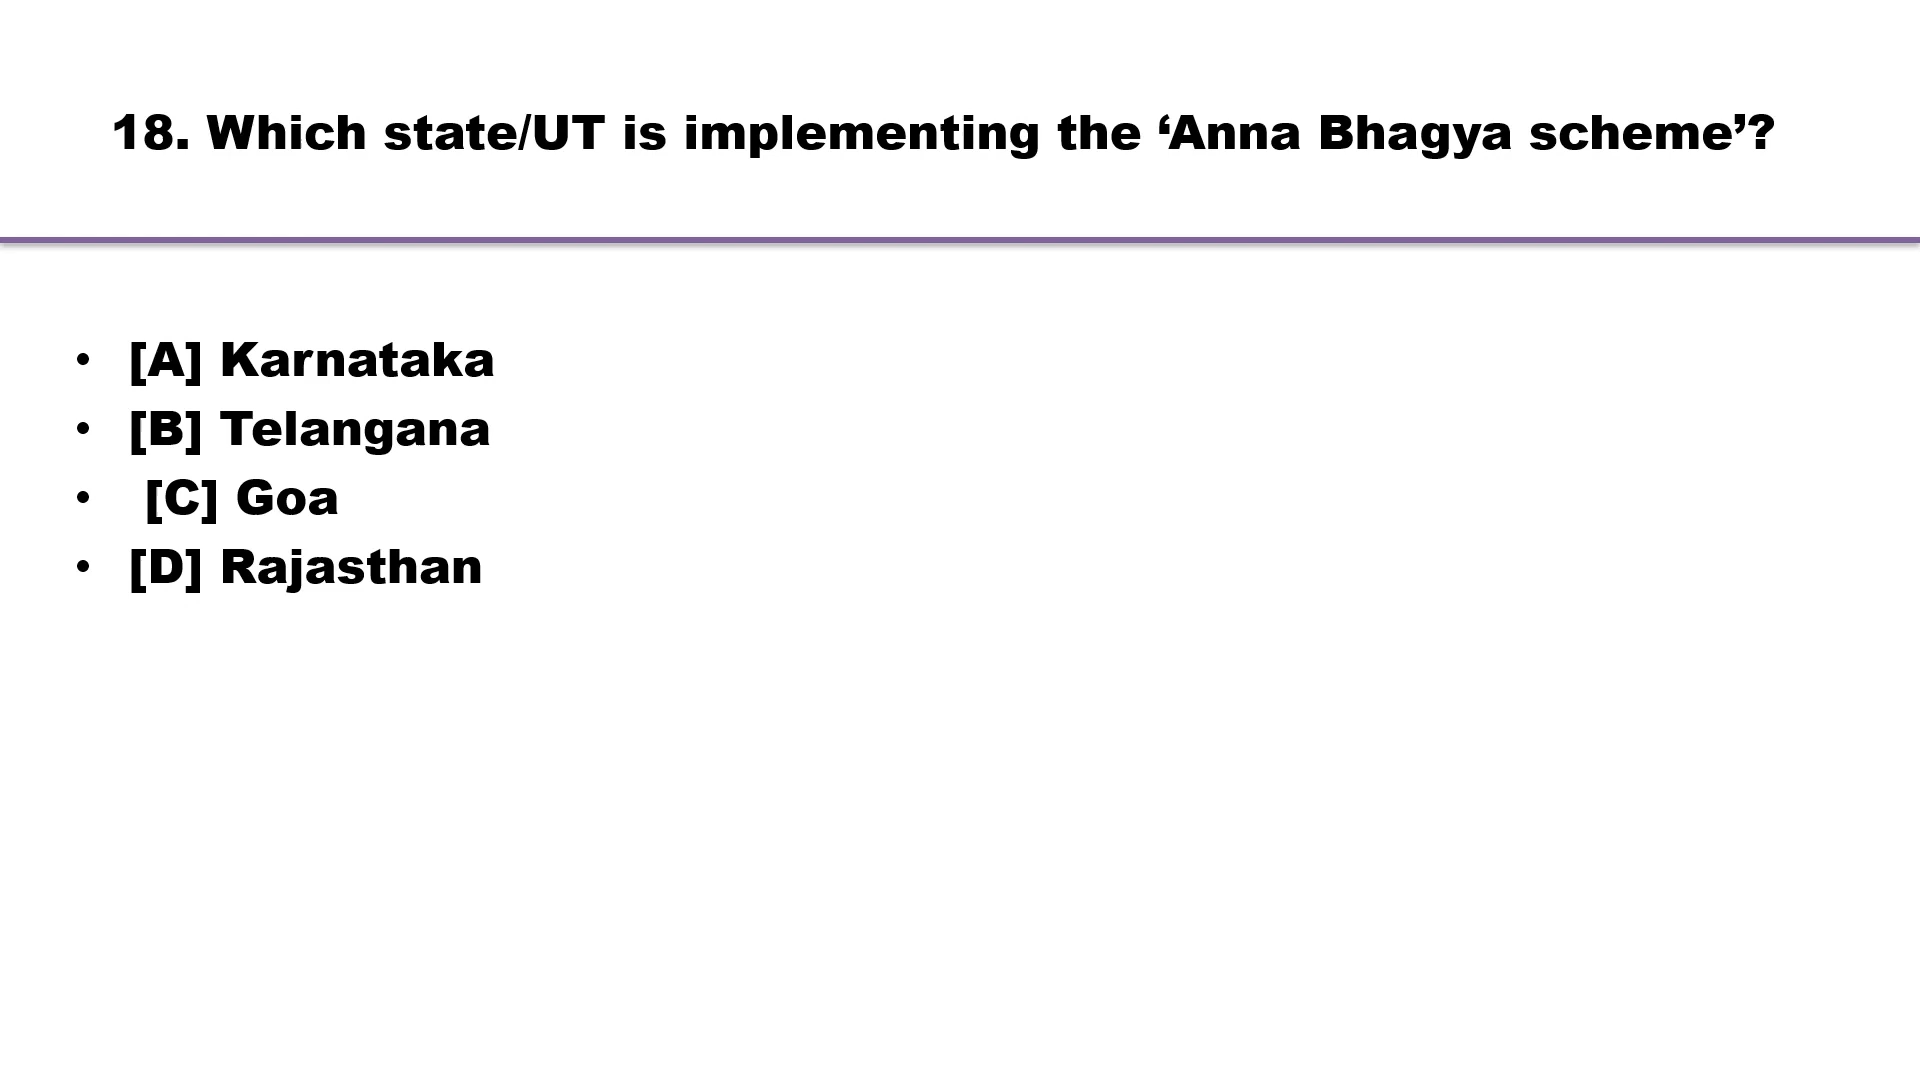 18. Which state/UT is implementing the ‘Anna Bhagya scheme’?
• [A] Karnataka
• [B] Telangana
• [C] Goa
• [D] Rajasthan